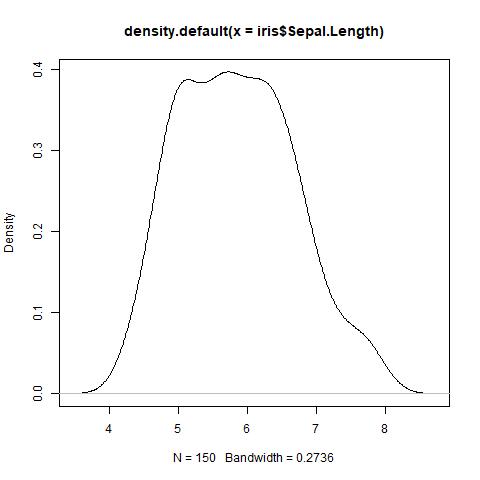 density.default(x = iris$Sepal.Length)
0.4
0.3
0.2
0.1
0.0
Density
4 5 6 7 8
N = 150 Bandwidth = 0.2736